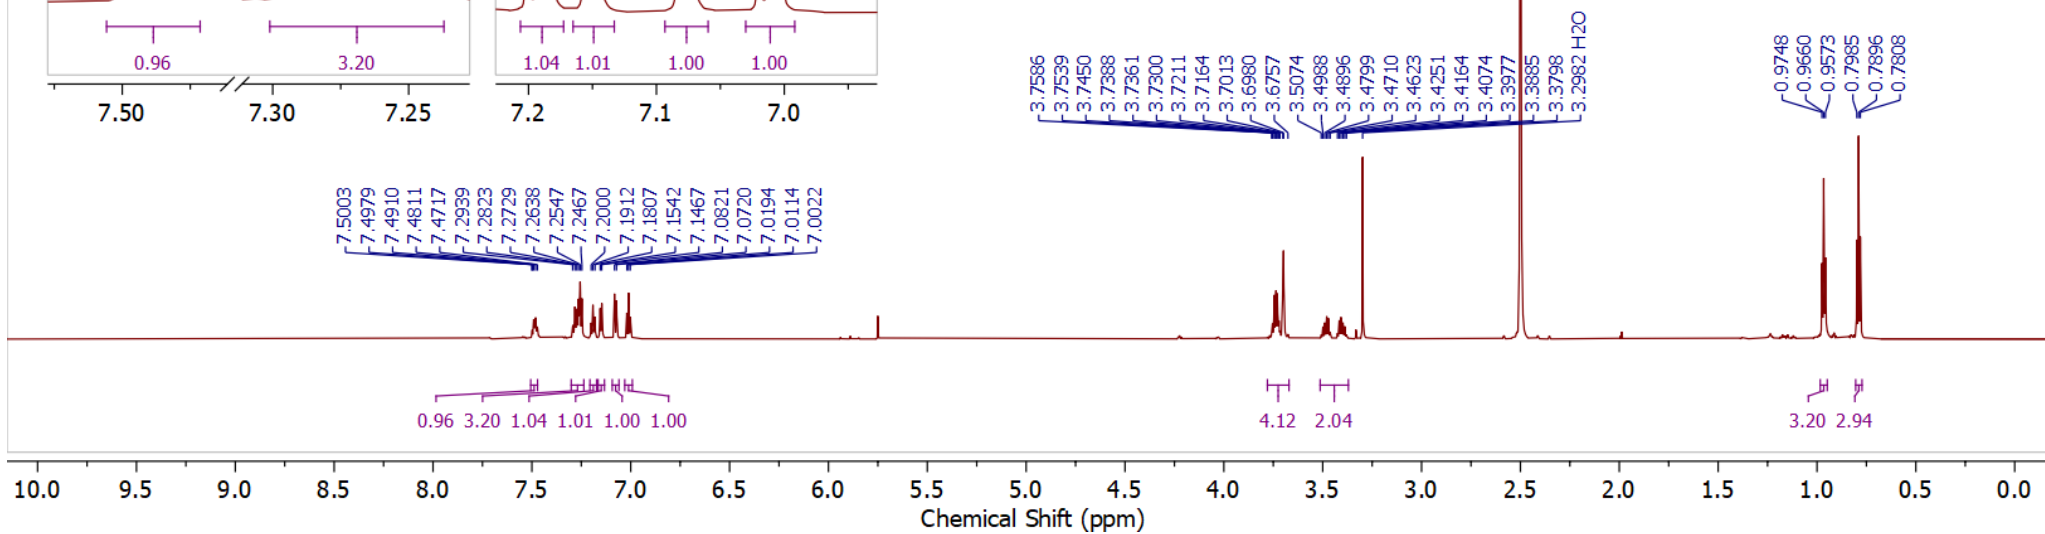 0.96 3.20 1.04 1.01 1.00 1.00
7.50 7.30 7.25 7.2 7.1 7.0
3.7586 3.7539 3.7450 3.7388 3.7361 3.7300 3.7211 3.7164 3.7013 3.6980 3.6757 3.5074 3.4988 3.4896 3.4799 3.4710 3.4623 3.4251 3.4164 3.4074 3.3977 3.3885 3.3798 3.2982 H2O
0.9748 0.9660 0.9573 0.7985 0.7896 0.7808
7.5003 7.4979 7.4910 7.4811 7.4717 7.2939 7.2823 7.2729 7.2638 7.2547 7.2467 7.2000 7.1912 7.1807 7.1542 7.1467 7.0821 7.0720 7.0194 7.0114 7.0022
0.96 3.20 1.04 1.01 1.00 1.00 4.12 2.04 3.20 2.94
10.0 9.5 9.0 8.5 8.0 7.5 7.0 6.5 6.0 5.5 5.0 4.5 4.0 3.5 3.0 2.5 2.0 1.5 1.0 0.5 0.0
Chemical Shift (ppm)